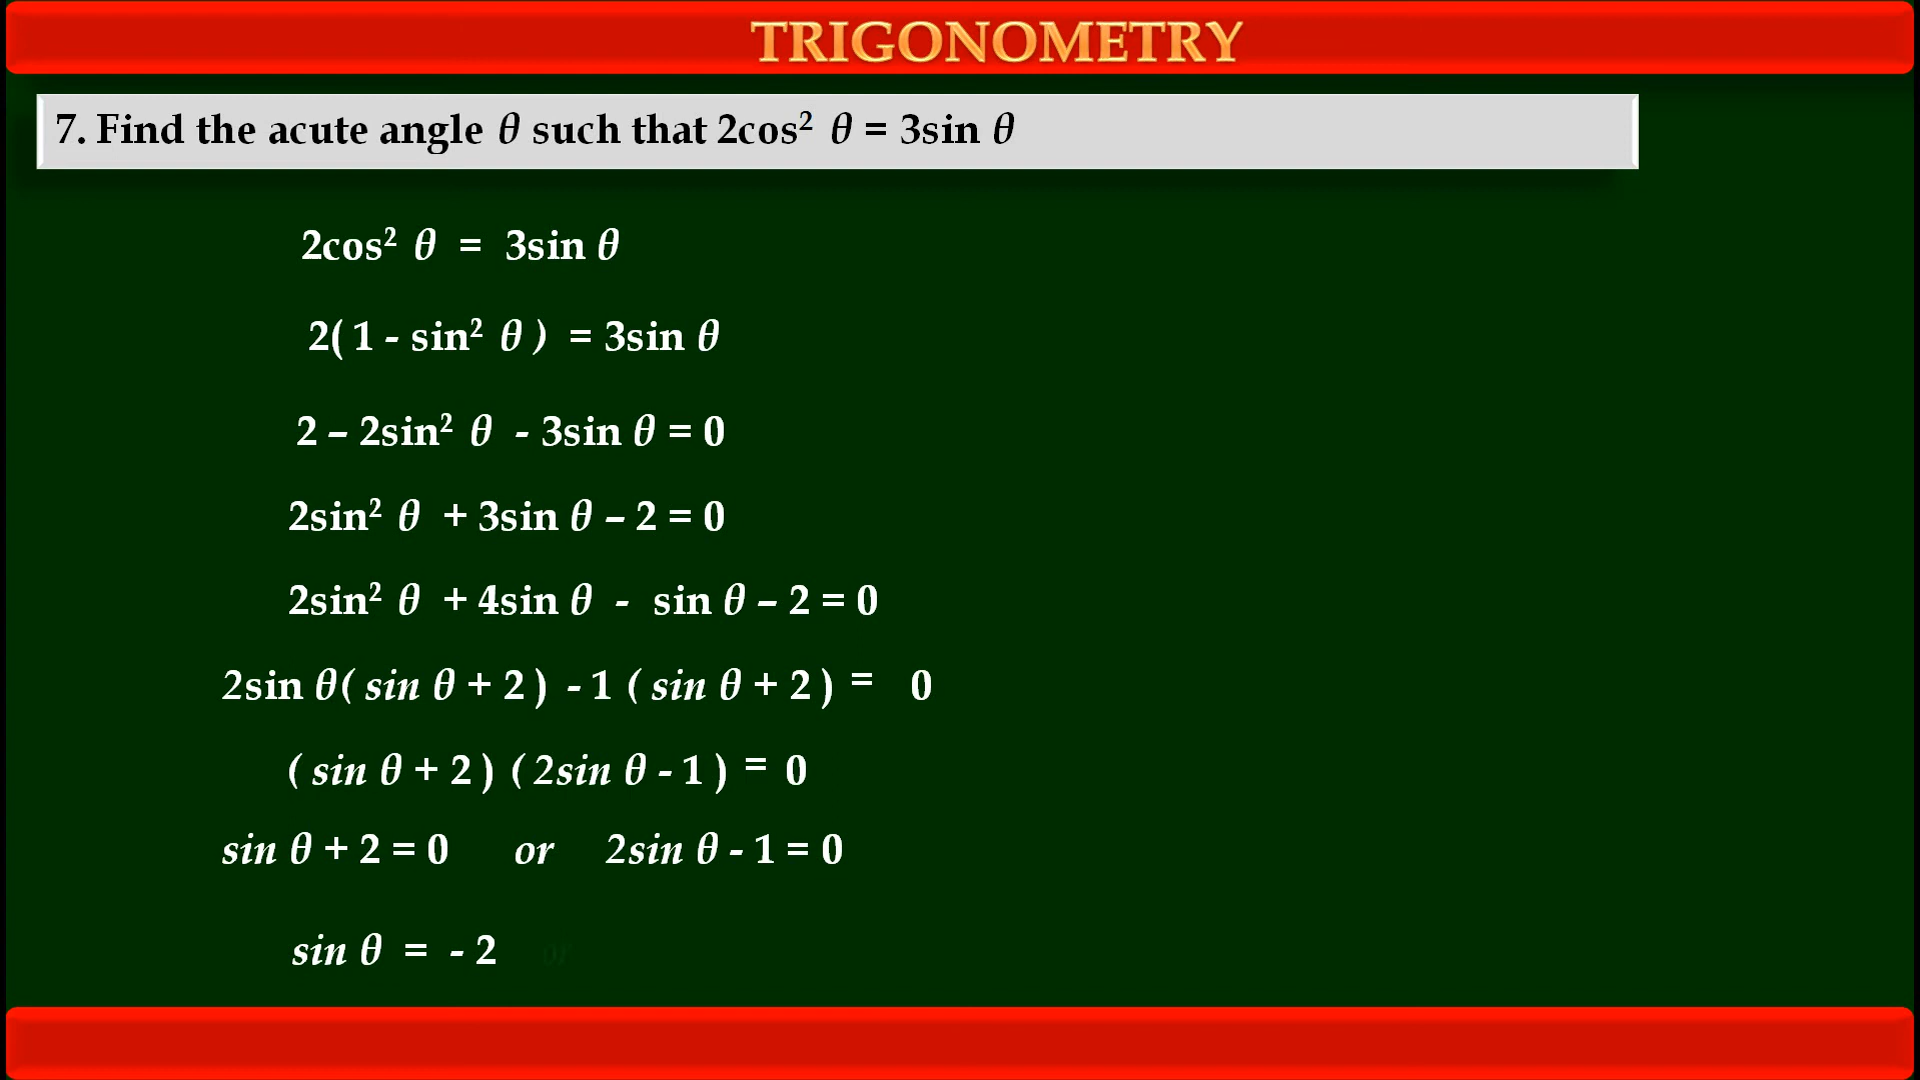 TRIGONOMETRY
7. Find the acute angle θ such that 2cos² θ = 3sin θ
2cos² θ = 3sin θ
2( 1 - sin² θ ) = 3sin θ
2 – 2sin² θ - 3sin θ = 0
2sin² θ + 3sin θ – 2 = 0
2sin² θ + 4sin θ - sin θ – 2 = 0
2sin θ( sin θ + 2 ) - 1 ( sin θ + 2 ) = 0
( sin θ + 2 ) ( 2sin θ - 1 ) = 0
sin θ + 2 = 0 or 2sin θ - 1 = 0
sin θ = - 2 or